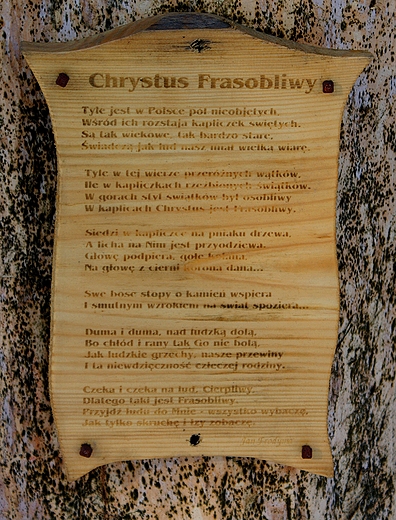 Chrystus Frasobliwy
Tyle jest w Polsce pól nieobjętych,
Wśród ich rozstaja kapliczek świętych.
Są tak wiekowe, tak bardzo stare,
Świadczą jak lud nasz miał wielką wiarę.
Tyle w tej wierze przeróżnych wątków,
Ile w kapliczkach rzeźbionych świątków.
W górach styl świątków był osobliwy
W kaplicach Chrystus jest Frasobliwy.
Siedzi w kapliczce na pniaku drzewa,
A licha na Nim jest przyodziewa.
Głowę podpiera, gołe kolana,
Na głowę z cierni korona dana...
Swe bose stopy o kamień wspiera
I smutnym wzrokiem na świat spoziera...
Duma i duma, nad ludzką dolą,
Bo chłód i rany tak Go nie bolą,
Jak ludzkie grzechy, nasze przewiny
I ta niewdzięczność człeczej rodziny.
Czeka i czeka na lud, Cierpliwy,
Dlatego taki jest Frasobliwy.
Przyjdź ludu do Mnie - wszystko wybaczę,
Jak tylko skruchę i łzy zobaczę.
Jan